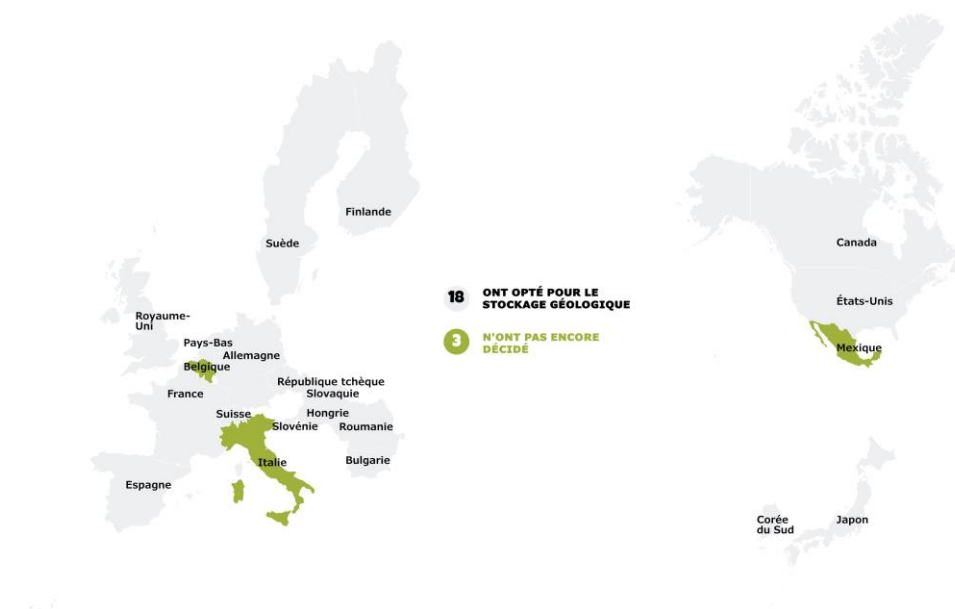 Finlande
Suède
Canada
18
ONT OPTÉ POUR LE
STOCKAGE GÉOLOGIQUE
États-Unis
Royaume-
Uni
3
N'ONT PAS ENCORE
DÉCIDÉ
Pays-Bas
Mexique
Allemagne
Belgique
République tchèque
France
Slovaquie
Suisse
Hongrie
Slovénie
Roumanie
Italie
Bulgarie
Espagne
Corée
du Sud
Japon